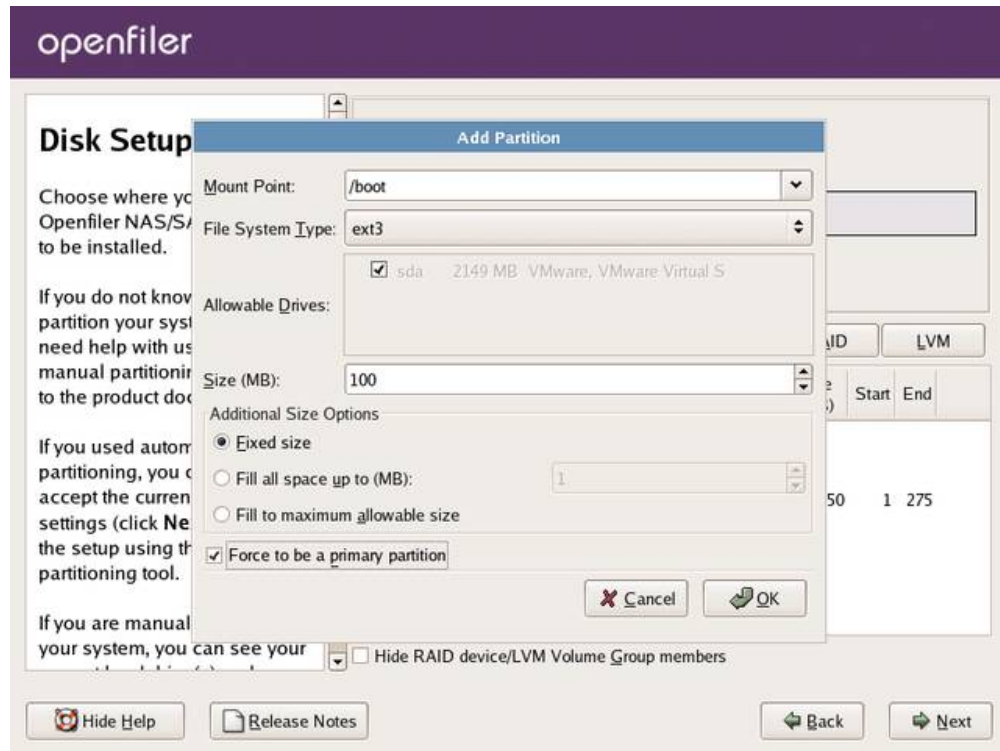 openfiler
Disk Setup
Choose where yo
Openfiler NAS/SA
to be installed.
If you do not know
partition your syst
need help with us
manual partitionin
to the product doc
If you used autom
partitioning, you c
accept the curren
settings (click Ne
the setup using th
partitioning tool.
If you are manual
your system, you can see your
Add Partition
Mount Point:
/boot
File System Type:
ext3
Allowable Drives:
sda 2149 MB VMware, VMware Virtual S
Size (MB):
100
Additional Size Options
Fixed size
Fill all space up to (MB):
1
Fill to maximum allowable size
Force to be a primary partition
Cancel
OK
AID
LVM
Start End
50 1 275
Hide RAID device/LVM Volume Group members
Hide Help
Release Notes
Back
Next